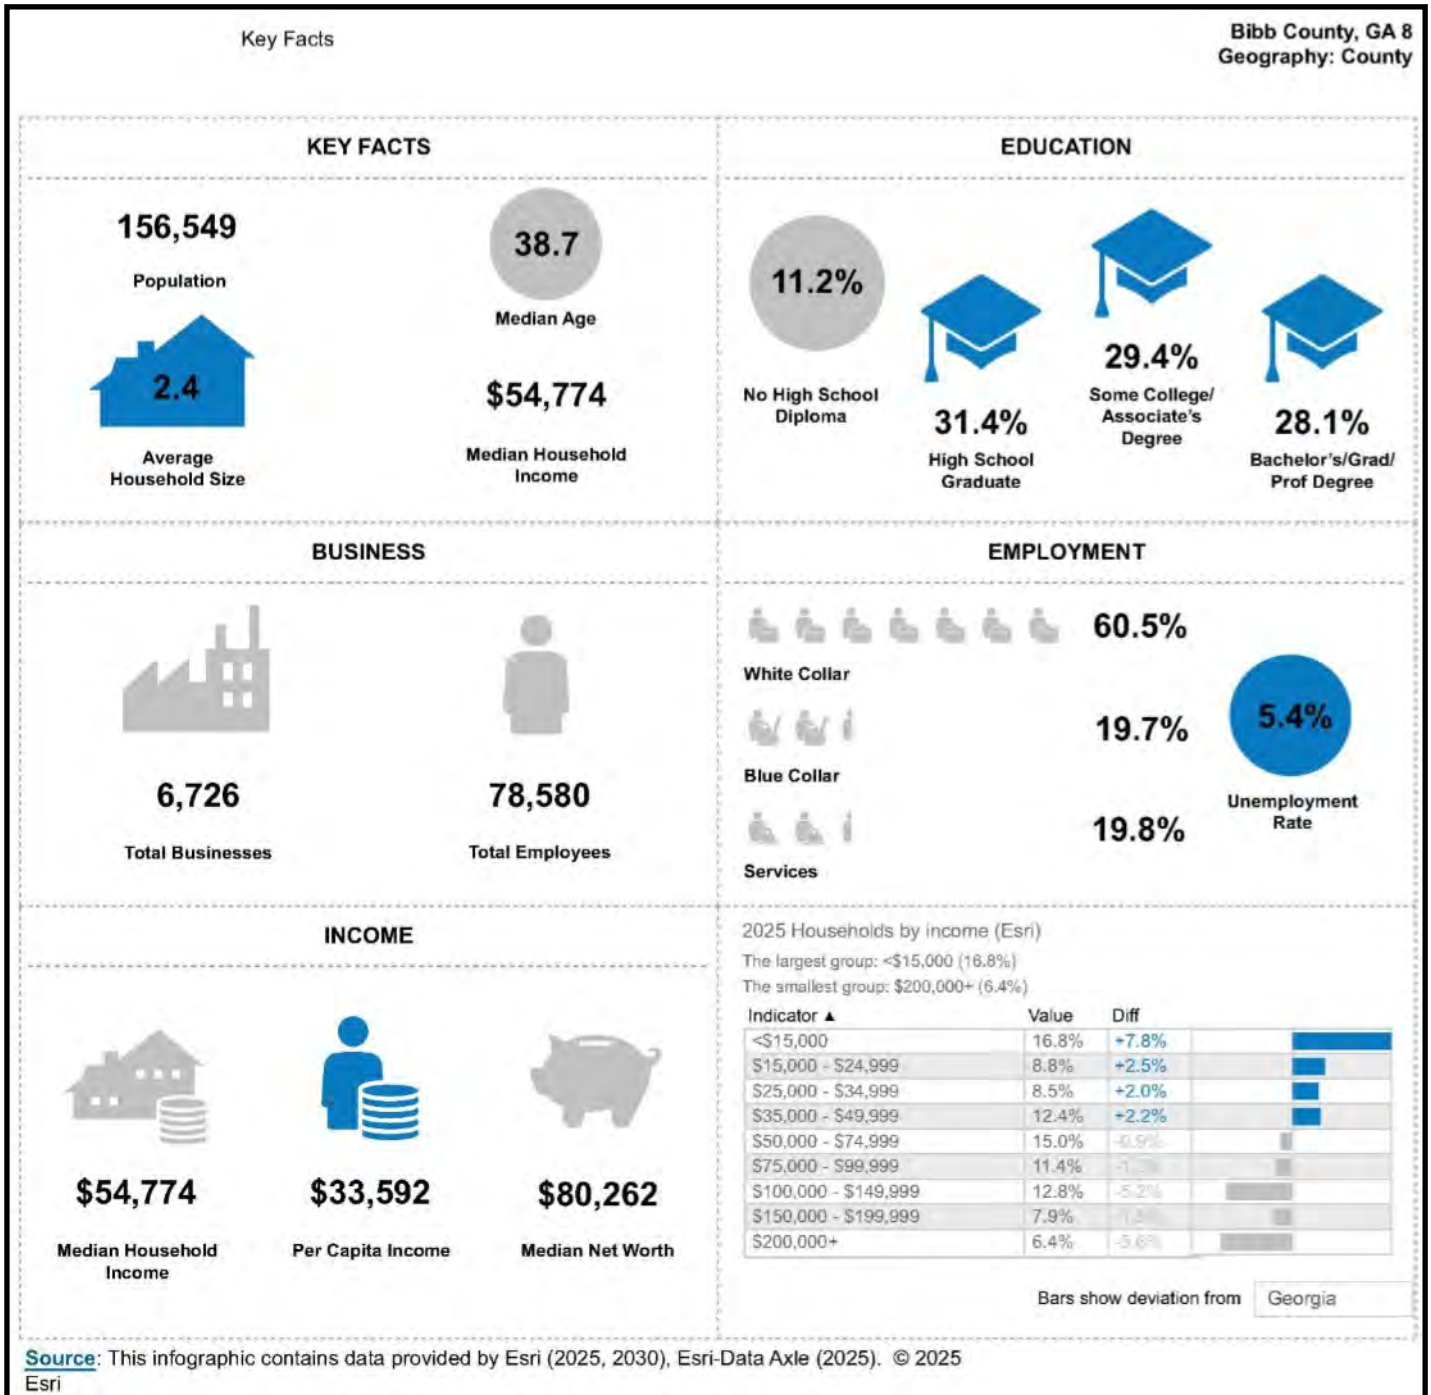 Key Facts
Bibb County, GA 8
Geography: County
KEY FACTS
156,549
Population
38.7
Median Age
2.4
Average
Household Size
$54,774
Median Household
Income
EDUCATION
11.2%
No High School
Diploma
31.4%
High School
Graduate
29.4%
Some College/
Associate's
Degree
28.1%
Bachelor's/Grad/
Prof Degree
BUSINESS
6,726
Total Businesses
78,580
Total Employees
EMPLOYMENT
60.5%
White Collar
19.7%
Blue Collar
19.8%
Services
5.4%
Unemployment
Rate
INCOME
$54,774
Median Household
Income
$33,592
Per Capita Income
$80,262
Median Net Worth
2025 Households by income (Esri)
The largest group: <$15,000 (16.8%)
The smallest group: $200,000+ (6.4%)
Indicator ▲ Value Diff
<$15,000 16.8% +7.8%
$15,000 - $24,999 8.8% +2.5%
$25,000 - $34,999 8.5% +2.0%
$35,000 - $49,999 12.4% +2.2%
$50,000 - $74,999 15.0% -0.9%
$75,000 - $99,999 11.4%
$100,000 - $149,999 12.8% -5.2%
$150,000 - $199,999 7.9%
$200,000+ 6.4% -5.6%
Bars show deviation from Georgia
Source: This infographic contains data provided by Esri (2025, 2030), Esri-Data Axle (2025). © 2025
Esri